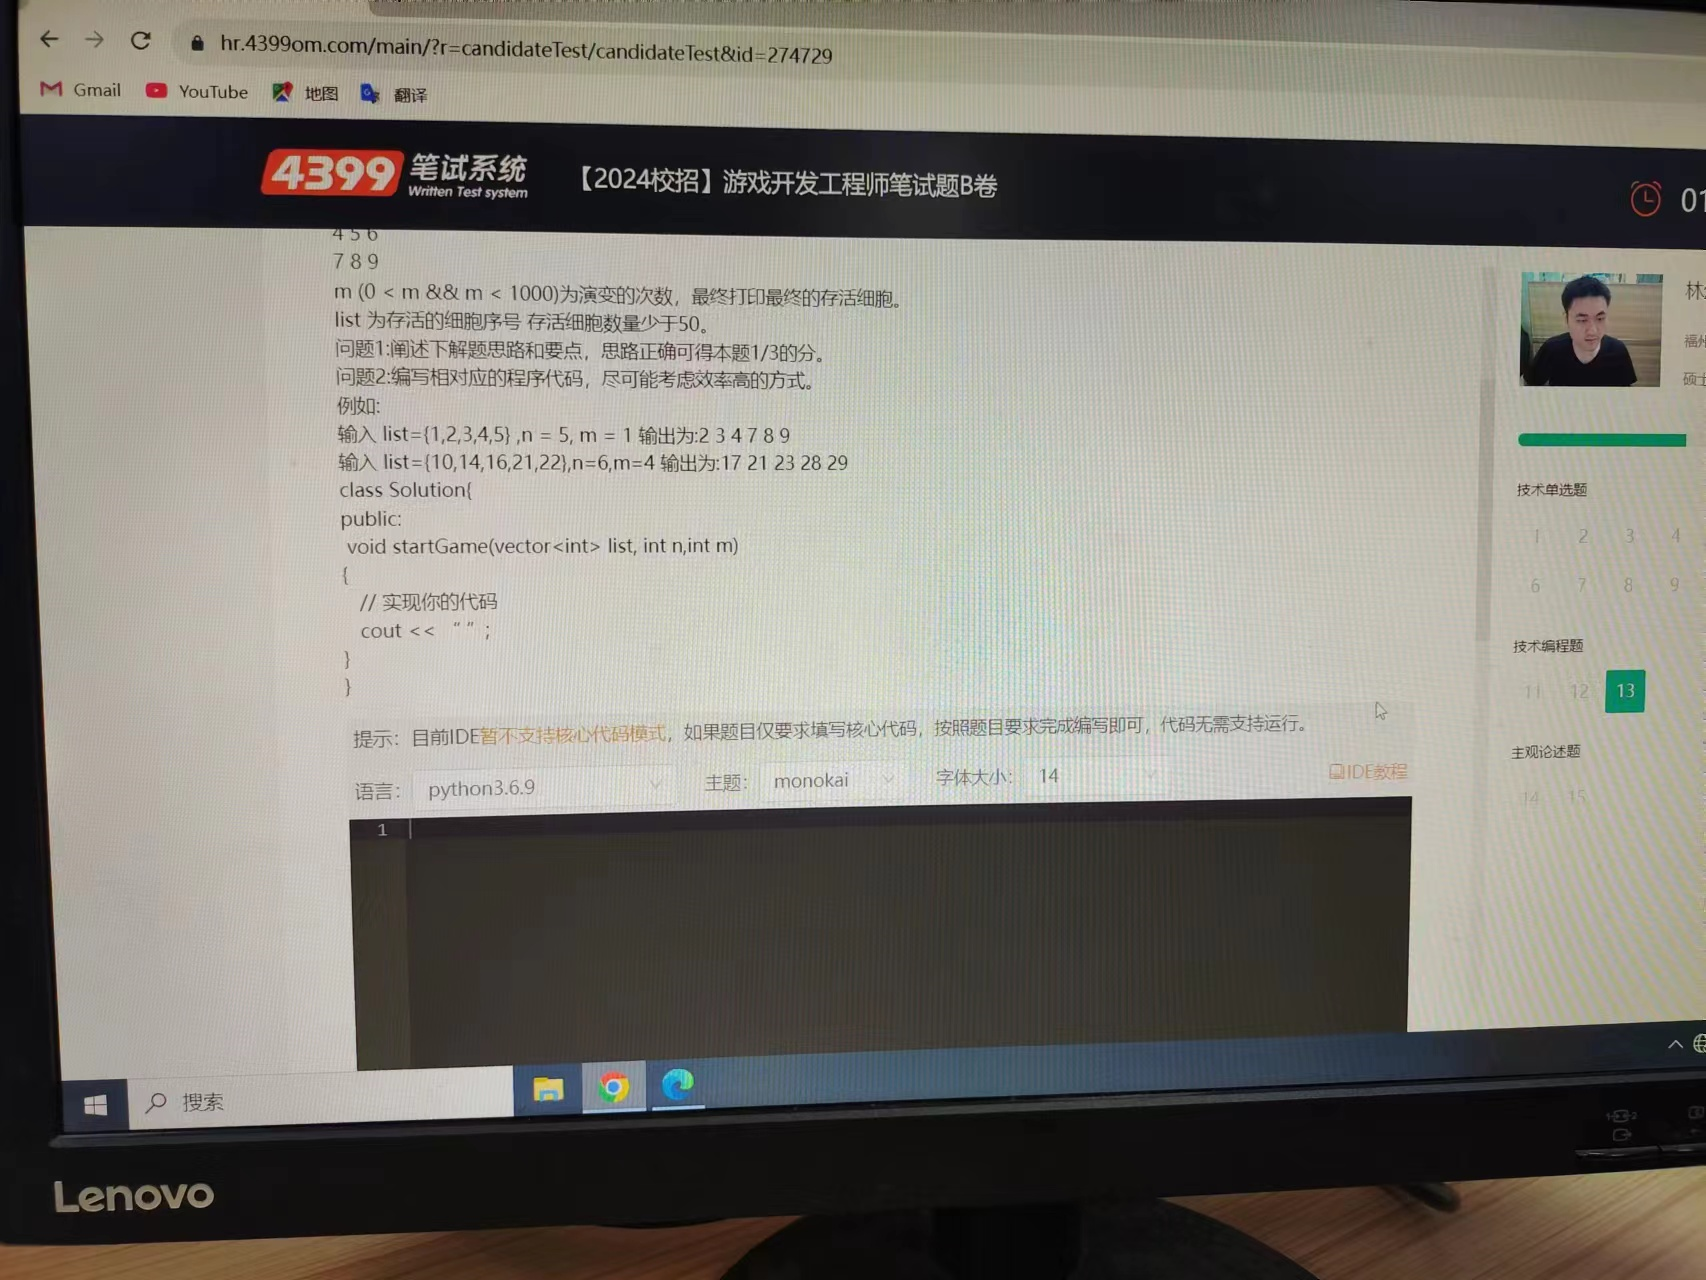 hr.4399om.com/main/?r=candidateTest/candidateTest&id=274729
Gmail YouTube 地图 翻译
4399 笔试系统
Written Test system
【2024校招】游戏开发工程师笔试题B卷
01
4 5 6
7 8 9
m (0 < m && m < 1000)为演变的次数，最终打印最终的存活细胞。
list 为存活的细胞序号 存活细胞数量少于50。
问题1:阐述下解题思路和要点，思路正确可得本题1/3的分。
问题2:编写相对应的程序代码，尽可能考虑效率高的方式。
例如:
输入 list={1,2,3,4,5} ,n = 5, m = 1 输出为:2 3 4 7 8 9
输入 list={10,14,16,21,22},n=6,m=4 输出为:17 21 23 28 29
class Solution{
public:
void startGame(vector<int> list, int n,int m)
{
// 实现你的代码
cout << “ ” ;
}
}
提示：目前IDE暂不支持核心代码模式，如果题目仅要求填写核心代码，按照题目要求完成编写即可，代码无需支持运行。
语言： python3.6.9 主题： monokai 字体大小： 14 IDE教程
1
林
福州
硕士
技术单选题
1 2 3 4
6 7 8 9
技术编程题
11 12 13
主观论述题
14 15
搜索
Lenovo